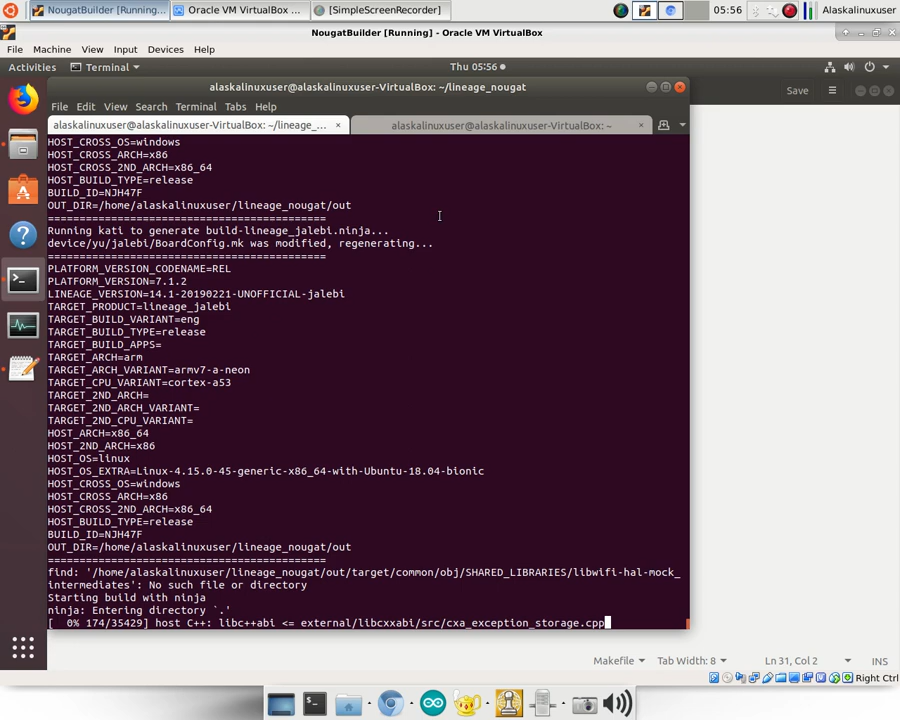 NougatBuilder [Running...
Oracle VM VirtualBox ...
[SimpleScreenRecorder]
05:56
Alaskalinuxuser
NougatBuilder [Running] - Oracle VM VirtualBox
File Machine View Input Devices Help
Activities
Terminal
Thu 05:56
alaskalinuxuser@alaskalinuxuser-VirtualBox: ~/lineage_nougat
Save
File Edit View Search Terminal Tabs Help
alaskalinuxuser@alaskalinuxuser-VirtualBox: ~/lineage_... ×
alaskalinuxuser@alaskalinuxuser-VirtualBox: ~ ×
HOST_CROSS_OS=windows
HOST_CROSS_ARCH=x86
HOST_CROSS_2ND_ARCH=x86_64
HOST_BUILD_TYPE=release
BUILD_ID=NJH47F
OUT_DIR=/home/alaskalinuxuser/lineage_nougat/out
============================================
Running kati to generate build-lineage_jalebi.ninja...
device/yu/jalebi/BoardConfig.mk was modified, regenerating...
============================================
PLATFORM_VERSION_CODENAME=REL
PLATFORM_VERSION=7.1.2
LINEAGE_VERSION=14.1-20190221-UNOFFICIAL-jalebi
TARGET_PRODUCT=lineage_jalebi
TARGET_BUILD_VARIANT=eng
TARGET_BUILD_TYPE=release
TARGET_BUILD_APPS=
TARGET_ARCH=arm
TARGET_ARCH_VARIANT=armv7-a-neon
TARGET_CPU_VARIANT=cortex-a53
TARGET_2ND_ARCH=
TARGET_2ND_ARCH_VARIANT=
TARGET_2ND_CPU_VARIANT=
HOST_ARCH=x86_64
HOST_2ND_ARCH=x86
HOST_OS=linux
HOST_OS_EXTRA=Linux-4.15.0-45-generic-x86_64-with-Ubuntu-18.04-bionic
HOST_CROSS_OS=windows
HOST_CROSS_ARCH=x86
HOST_CROSS_2ND_ARCH=x86_64
HOST_BUILD_TYPE=release
BUILD_ID=NJH47F
OUT_DIR=/home/alaskalinuxuser/lineage_nougat/out
============================================
find: '/home/alaskalinuxuser/lineage_nougat/out/target/common/obj/SHARED_LIBRARIES/libwifi-hal-mock_
intermediates': No such file or directory
Starting build with ninja
ninja: Entering directory `.'
[  0% 174/35429] host C++: libc++abi <= external/libcxxabi/src/cxa_exception_storage.cpp
Makefile
Tab Width: 8
Ln 31, Col 2
INS
Right Ctrl